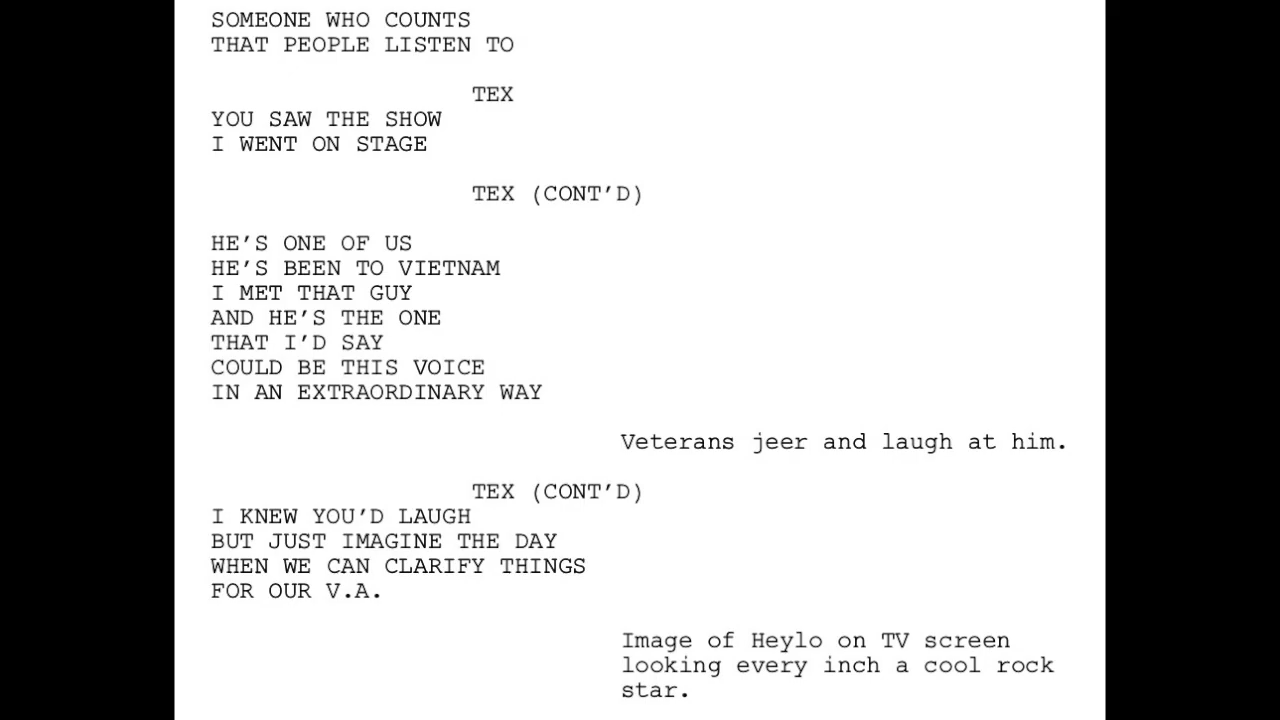 SOMEONE WHO COUNTS
THAT PEOPLE LISTEN TO
TEX
YOU SAW THE SHOW
I WENT ON STAGE
TEX (CONT’D)
HE’S ONE OF US
HE’S BEEN TO VIETNAM
I MET THAT GUY
AND HE’S THE ONE
THAT I’D SAY
COULD BE THIS VOICE
IN AN EXTRAORDINARY WAY
Veterans jeer and laugh at him.
TEX (CONT’D)
I KNEW YOU’D LAUGH
BUT JUST IMAGINE THE DAY
WHEN WE CAN CLARIFY THINGS
FOR OUR V.A.
Image of Heylo on TV screen
looking every inch a cool rock
star.